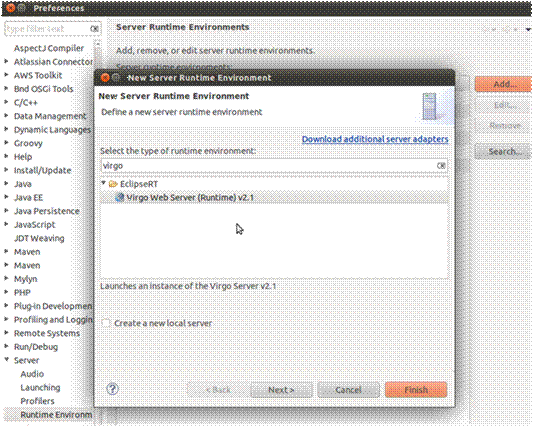 Preferences
type filter text
Server Runtime Environments
AspectJ Compiler
Atlassian Connector
AWS Toolkit
Bnd OSGi Tools
C/C++
Data Management
Dynamic Languages
Groovy
Help
Install/Update
Java
Java EE
Java Persistence
JavaScript
JDT Weaving
Maven
Maven
Mylyn
PHP
Plug-in Developmen
Profiling and Loggin
Remote Systems
Run/Debug
Server
Audio
Launching
Profilers
Runtime Environm
Add, remove, or edit server runtime environments.
Server runtime environments:
Add...
Edit...
Remove
Search...
New Server Runtime Environment
New Server Runtime Environment
Define a new server runtime environment
Download additional server adapters
Select the type of runtime environment:
virgo
EclipseRT
Virgo Web Server (Runtime) v2.1
Launches an instance of the Virgo Server v2.1
Create a new local server
< Back
Next >
Cancel
Finish